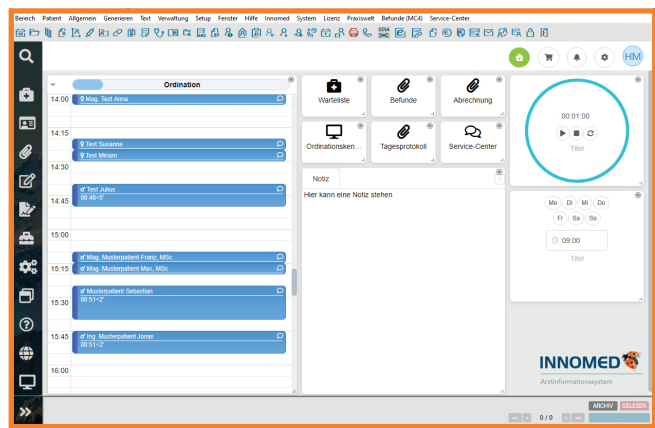 Bereich Patient Allgemein Generieren Text Verwaltung Setup Fenster Hilfe Innomed System Lizenz Praxiswelt Befunde (MC4) Service-Center
GINA
HM
Ordination
14:00 Mag. Test Anna
14:15
Test Susanne
Test Miriam
14:30
Test Julius
14:45 08:48=5'
15:00
Mag. Musterpatient Franz, MSc
15:15 Mag. Musterpatient Max, MSc
Musterpatient Sebastian
15:30 08:51=2'
15:45 Ing. Musterpatient Jonas
08:51=2'
16:00
Warteliste Befunde Abrechnung
Ordinationsken... Tagesprotokoll Service-Center
Notiz
Hier kann eine Notiz stehen
00:01:00
Titel
Mo Di Mi Do
Fr Sa So
09:00
Titel
INNOMED
Arztinformationssystem
ARCHIV GELESEN
0 / 0